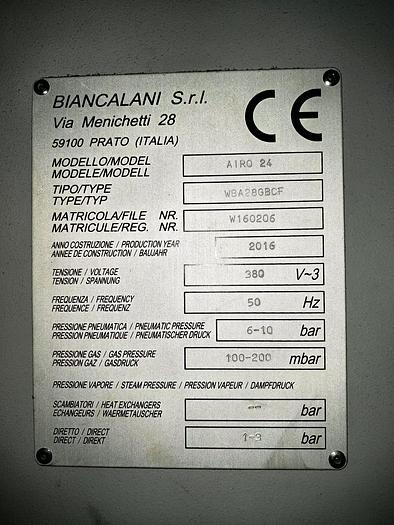 BIANCALANI S.r.l.
Via Menichetti 28
59100 PRATO (ITALIA)
CE
MODELLO/MODEL
MODELE/MODELL
AIRO 24
TIPO/TYPE
TYPE/TYP
WBA28GBCF
MATRICOLA/FILE NR.
MATRICULE/REG. NR.
W160206
ANNO COSTRUZIONE / PRODUCTION YEAR
ANNEE DE CONSTRUCTION / BAUJAHR
2016
TENSIONE / VOLTAGE
TENSION / SPANNUNG
380 V~3
FREQUENZA / FREQUENCY
FREQUENCE / FREQUENZ
50 Hz
PRESSIONE PNEUMATICA / PNEUMATIC PRESSURE
PRESSION PNEUMATIQUE / PNEUMATISCHER DRUCK
6-10 bar
PRESSIONE GAS / GAS PRESSURE
PRESSION GAZ / GASDRUCK
100-200 mbar
PRESSIONE VAPORE / STEAM PRESSURE / PRESSION VAPEUR / DAMPFDRUCK
SCAMBIATORI / HEAT EXCHANGERS
ECHANGEURS / WAERMETAUSCHER
-- bar
DIRETTO / DIRECT
DIRECT / DIREKT
1-3 bar